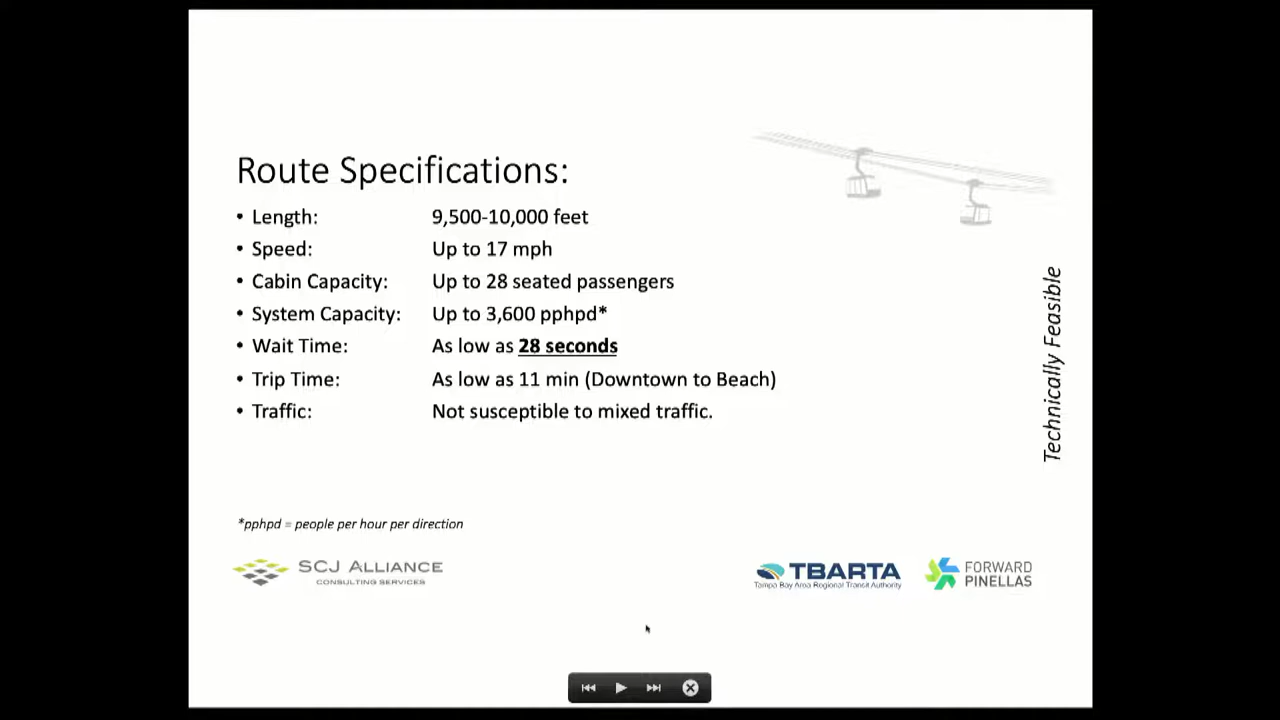 Route Specifications:
• Length: 9,500-10,000 feet
• Speed: Up to 17 mph
• Cabin Capacity: Up to 28 seated passengers
• System Capacity: Up to 3,600 pphpd*
• Wait Time: As low as 28 seconds
• Trip Time: As low as 11 min (Downtown to Beach)
• Traffic: Not susceptible to mixed traffic.
Technically Feasible
*pphpd = people per hour per direction
SCJ ALLIANCE
CONSULTING SERVICES
TBARTA
Tampa Bay Area Regional Transit Authority
FORWARD
PINELLAS